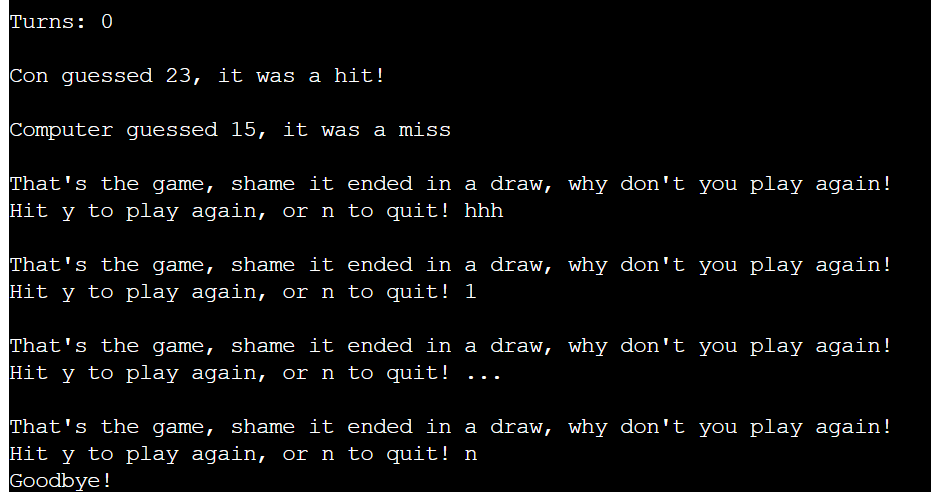 Turns: 0
Con guessed 23, it was a hit!
Computer guessed 15, it was a miss
That's the game, shame it ended in a draw, why don't you play again!
Hit y to play again, or n to quit! hhh
That's the game, shame it ended in a draw, why don't you play again!
Hit y to play again, or n to quit! 1
That's the game, shame it ended in a draw, why don't you play again!
Hit y to play again, or n to quit! ...
That's the game, shame it ended in a draw, why don't you play again!
Hit y to play again, or n to quit! n
Goodbye!